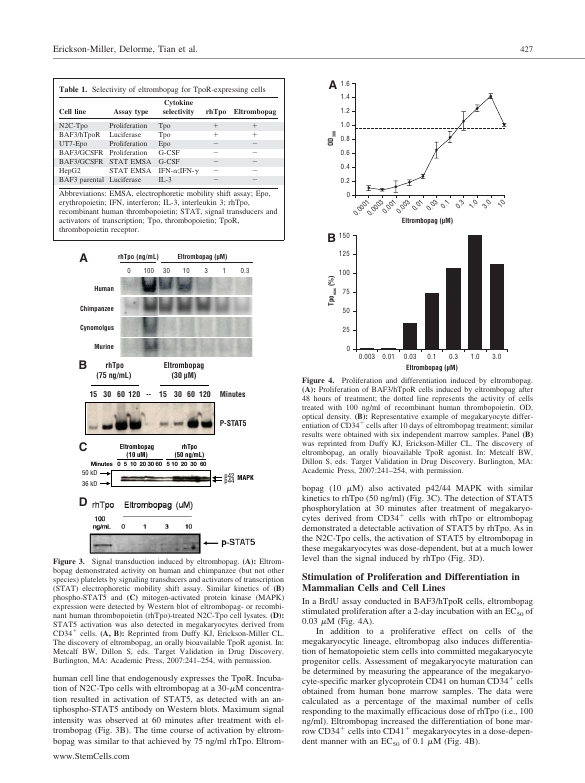 Erickson-Miller, Delorme, Tian et al.
427
Table 1. Selectivity of eltrombopag for TpoR-expressing cells
Cell line Assay type Cytokine selectivity rhTpo Eltrombopag
N2C-Tpo Proliferation Tpo + +
BAF3/hTpoR Luciferase Tpo + +
UT7-Epo Proliferation Epo − −
BAF3/GCSFR Proliferation G-CSF − −
BAF3/GCSFR STAT EMSA G-CSF − −
HepG2 STAT EMSA IFN-α;IFN-γ − −
BAF3 parental Luciferase IL-3 − −
Abbreviations: EMSA, electrophoretic mobility shift assay; Epo,
erythropoietin; IFN, interferon; IL-3, interleukin 3; rhTpo,
recombinant human thrombopoietin; STAT, signal transducers and
activators of transcription; Tpo, thrombopoietin; TpoR,
thrombopoietin receptor.
A
rhTpo (ng/mL) Eltrombopag (µM)
0 100 30 10 3 1 0.3
Human
Chimpanzee
Cynomolgus
Murine
B
rhTpo Eltrombopag
(75 ng/mL) (30 µM)
15 30 60 120 -- 15 30 60 120 Minutes
P-STAT5
C
Eltrombopag rhTpo
(10 uM) (50 ng/mL)
Minutes 0 5 10 20 30 60 5 10 20 30 60
50 kD
36 kD
p42
p44 MAPK
D
rhTpo Eltrombopag (uM)
100
ng/mL 0 1 3 10
p-STAT5
Figure 3. Signal transduction induced by eltrombopag. (A): Eltrom-
bopag demonstrated activity on human and chimpanzee (but not other
species) platelets by signaling transducers and activators of transcription
(STAT) electrophoretic mobility shift assay. Similar kinetics of (B)
phospho-STAT5 and (C) mitogen-activated protein kinase (MAPK)
expression were detected by Western blot of eltrombopag- or recombi-
nant human thrombopoietin (rhTpo)-treated N2C-Tpo cell lysates. (D):
STAT5 activation was also detected in megakaryocytes derived from
CD34+ cells. (A, B): Reprinted from Duffy KJ, Erickson-Miller CL.
The discovery of eltrombopag, an orally bioavailable TpoR agonist. In:
Metcalf BW, Dillon S, eds. Target Validation in Drug Discovery.
Burlington, MA: Academic Press, 2007:241–254, with permission.
human cell line that endogenously expresses the TpoR. Incuba-
tion of N2C-Tpo cells with eltrombopag at a 30-µM concentra-
tion resulted in activation of STAT5, as detected with an an-
tiphospho-STAT5 antibody on Western blots. Maximum signal
intensity was observed at 60 minutes after treatment with el-
trombopag (Fig. 3B). The time course of activation by eltrom-
bopag was similar to that achieved by 75 ng/ml rhTpo. Eltrom-
A
1.6
1.4
1.2
1.0
0.8
0.6
0.4
0.2
0
0.0001 0.0003 0.001 0.003 0.01 0.03 0.1 0.3 1.0 3.0 10
Eltrombopag (µM)
B
Tpo max (%)
150
125
100
75
50
25
0
0.003 0.01 0.03 0.1 0.3 1.0 3.0
Eltrombopag (µM)
Figure 4. Proliferation and differentiation induced by eltrombopag.
(A): Proliferation of BAF3/hTpoR cells induced by eltrombopag after
48 hours of treatment; the dotted line represents the activity of cells
treated with 100 ng/ml of recombinant human thrombopoietin. OD,
optical density. (B): Representative example of megakaryocyte differ-
entiation of CD34+ cells after 10 days of eltrombopag treatment; similar
results were obtained with six independent marrow samples. Panel (B)
was reprinted from Duffy KJ, Erickson-Miller CL. The discovery of
eltrombopag, an orally bioavailable TpoR agonist. In: Metcalf BW,
Dillon S, eds. Target Validation in Drug Discovery. Burlington, MA:
Academic Press, 2007:241–254, with permission.
bopag (10 µM) also activated p42/44 MAPK with similar
kinetics to rhTpo (50 ng/ml) (Fig. 3C). The detection of STAT5
phosphorylation at 30 minutes after treatment of megakaryo-
cytes derived from CD34+ cells with rhTpo or eltrombopag
demonstrated a detectable activation of STAT5 by rhTpo. As in
the N2C-Tpo cells, the activation of STAT5 by eltrombopag in
these megakaryocytes was dose-dependent, but at a much lower
level than the signal induced by rhTpo (Fig. 3D).
Stimulation of Proliferation and Differentiation in
Mammalian Cells and Cell Lines
In a BrdU assay conducted in BAF3/hTpoR cells, eltrombopag
stimulated proliferation after a 2-day incubation with an EC50 of
0.03 µM (Fig. 4A).
In addition to a proliferative effect on cells of the
megakaryocytic lineage, eltrombopag also induces differentia-
tion of hematopoietic stem cells into committed megakaryocyte
progenitor cells. Assessment of megakaryocyte maturation can
be determined by measuring the appearance of the megakaryo-
cyte-specific marker glycoprotein CD41 on human CD34+ cells
obtained from human bone marrow samples. The data were
calculated as a percentage of the maximal number of cells
responding to the maximally efficacious dose of rhTpo (i.e., 100
ng/ml). Eltrombopag increased the differentiation of bone mar-
row CD34+ cells into CD41+ megakaryocytes in a dose-depen-
dent manner with an EC50 of 0.1 µM (Fig. 4B).
www.StemCells.com